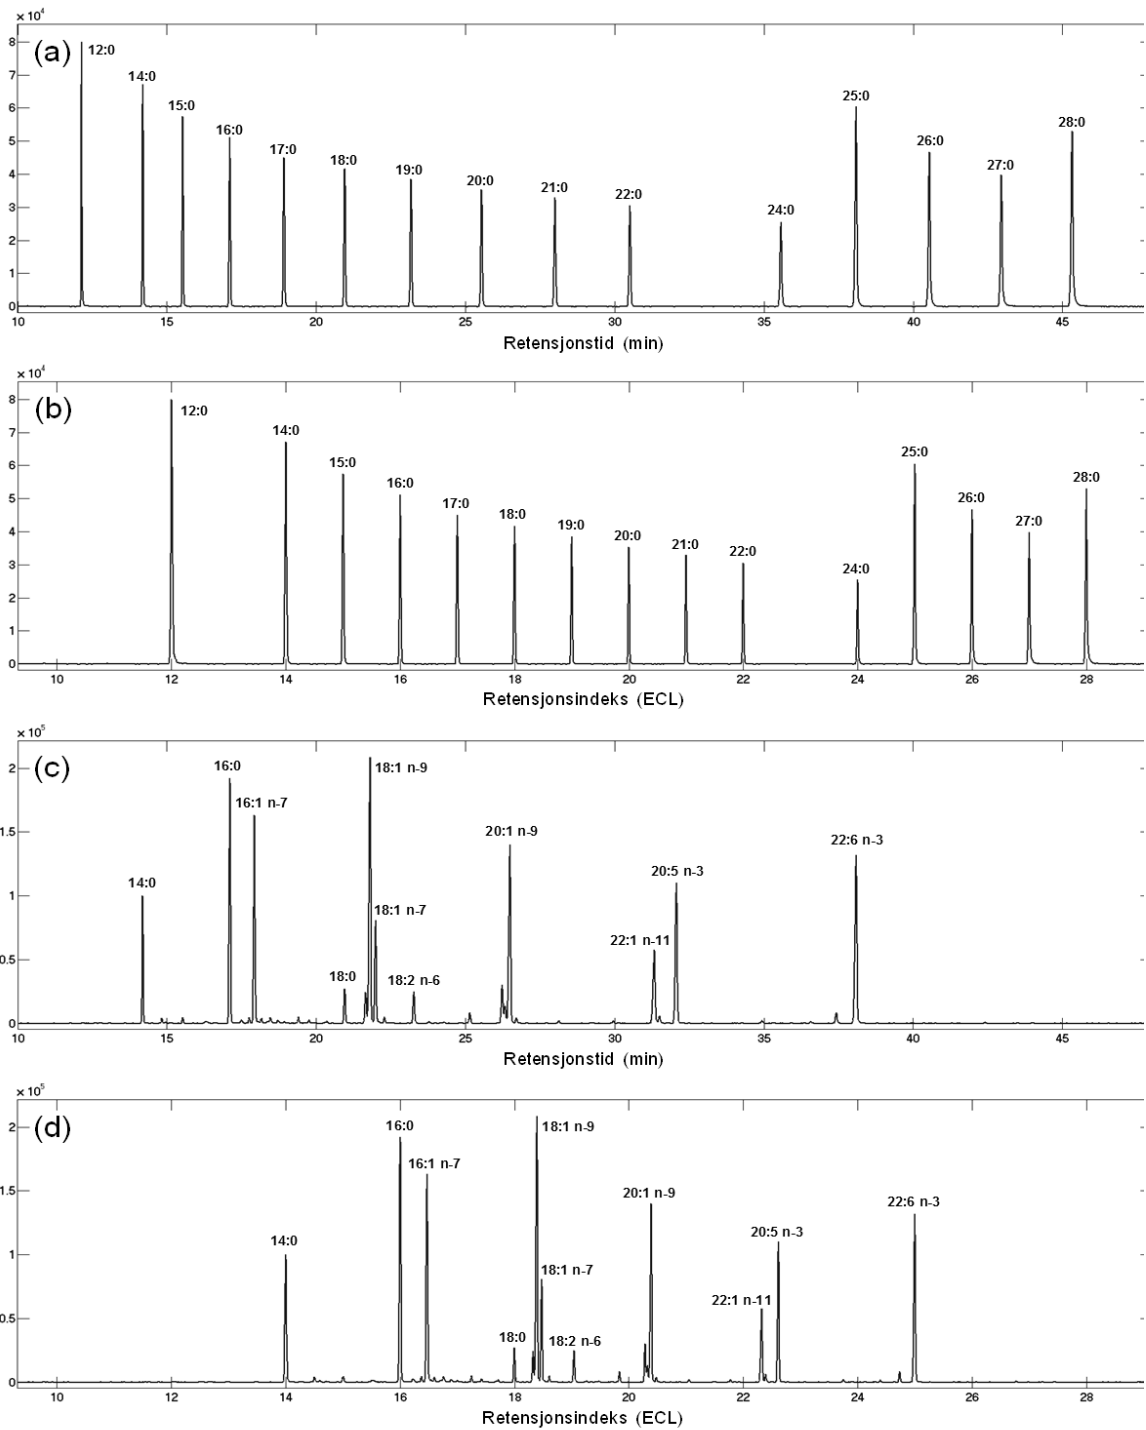 × 10⁴
(a)
8
7
6
5
4
3
2
1
0
12:0
14:0
15:0
16:0
17:0
18:0
19:0
20:0
21:0
22:0
24:0
25:0
26:0
27:0
28:0
10 15 20 25 30 35 40 45
Retensjonstid (min)
× 10⁴
(b)
8
7
6
5
4
3
2
1
0
12:0
14:0
15:0
16:0
17:0
18:0
19:0
20:0
21:0
22:0
24:0
25:0
26:0
27:0
28:0
10 12 14 16 18 20 22 24 26 28
Retensjonsindeks (ECL)
× 10⁵
(c)
2
1.5
1
0.5
0
14:0
16:0
16:1 n-7
18:0
18:1 n-9
18:1 n-7
18:2 n-6
20:1 n-9
22:1 n-11
20:5 n-3
22:6 n-3
10 15 20 25 30 35 40 45
Retensjonstid (min)
× 10⁵
(d)
2
1.5
1
0.5
0
14:0
16:0
16:1 n-7
18:0
18:1 n-9
18:1 n-7
18:2 n-6
20:1 n-9
22:1 n-11
20:5 n-3
22:6 n-3
10 12 14 16 18 20 22 24 26 28
Retensjonsindeks (ECL)